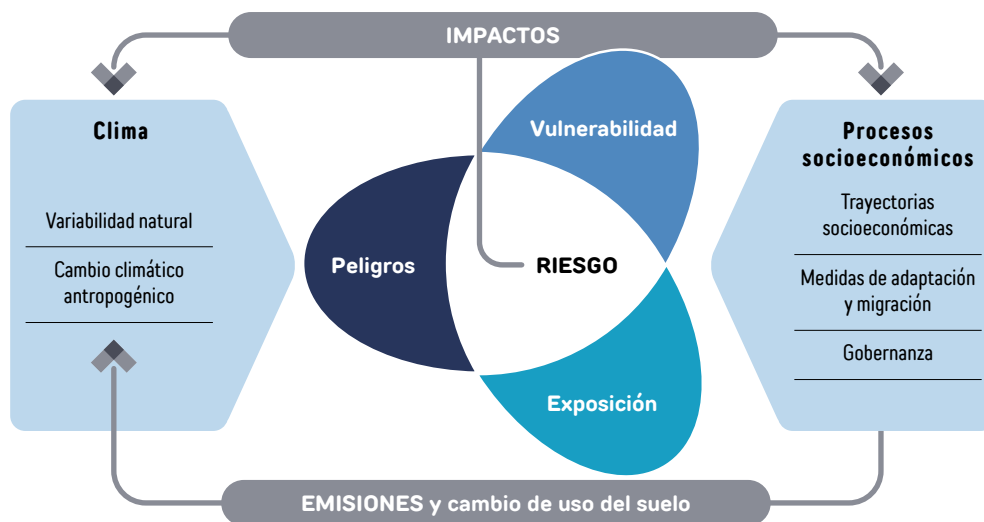 IMPACTOS
Clima
Variabilidad natural
Cambio climático
antropogénico
Vulnerabilidad
Peligros
RIESGO
Exposición
Procesos
socioeconómicos
Trayectorias
socioeconómicas
Medidas de adaptación
y migración
Gobernanza
EMISIONES y cambio de uso del suelo